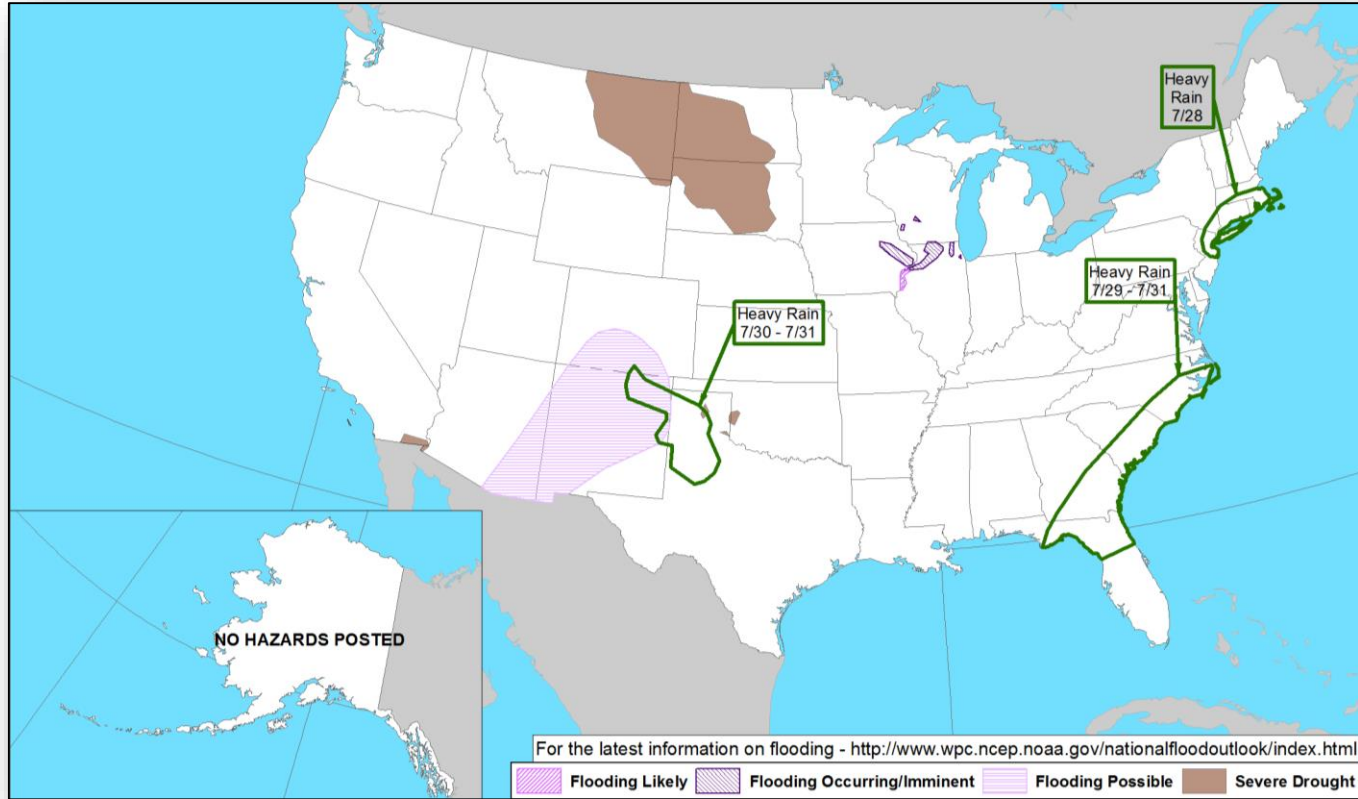 Heavy
Rain
7/28
Heavy Rain
7/29 - 7/31
Heavy Rain
7/30 - 7/31
NO HAZARDS POSTED
For the latest information on flooding - http://www.wpc.ncep.noaa.gov/nationalfloodoutlook/index.html
Flooding Likely
Flooding Occurring/Imminent
Flooding Possible
Severe Drought